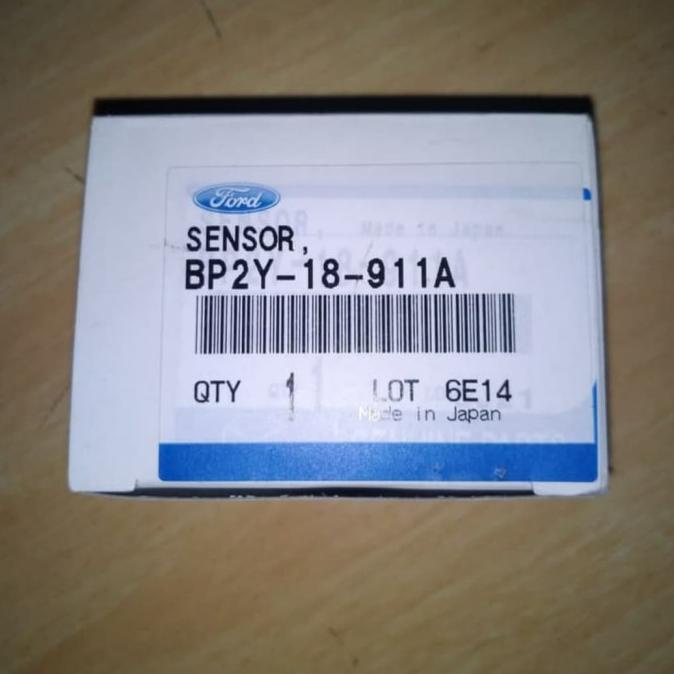 Ford
SENSOR,
BP2Y-18-911A
QTY 1 LOT 6E14
Made in Japan